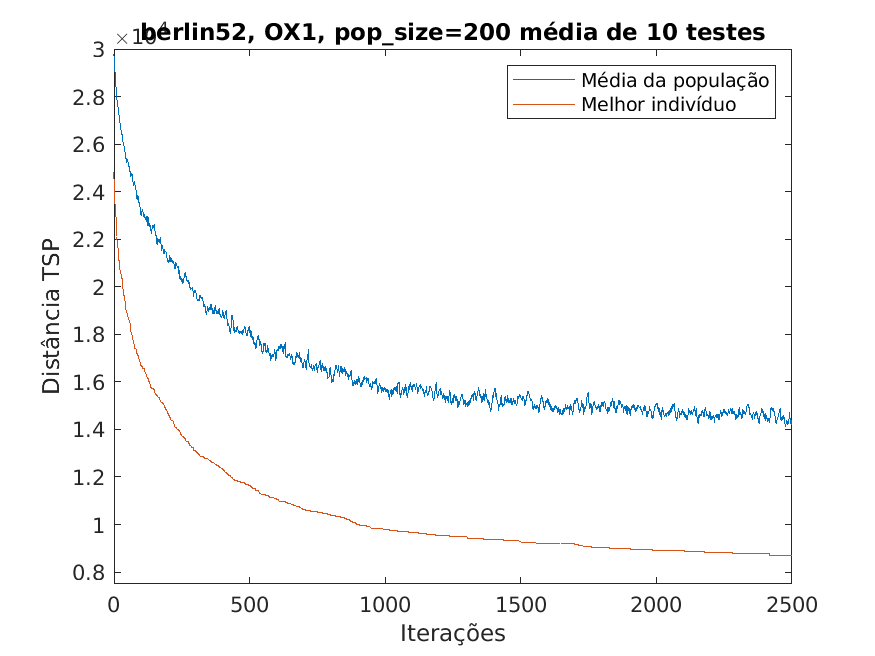 berlin52, OX1, pop_size=200 média de 10 testes
×10⁴
Média da população
Melhor indivíduo
3
2.8
2.6
2.4
2.2
2
1.8
1.6
1.4
1.2
1
0.8
Distância TSP
0 500 1000 1500 2000 2500
Iterações